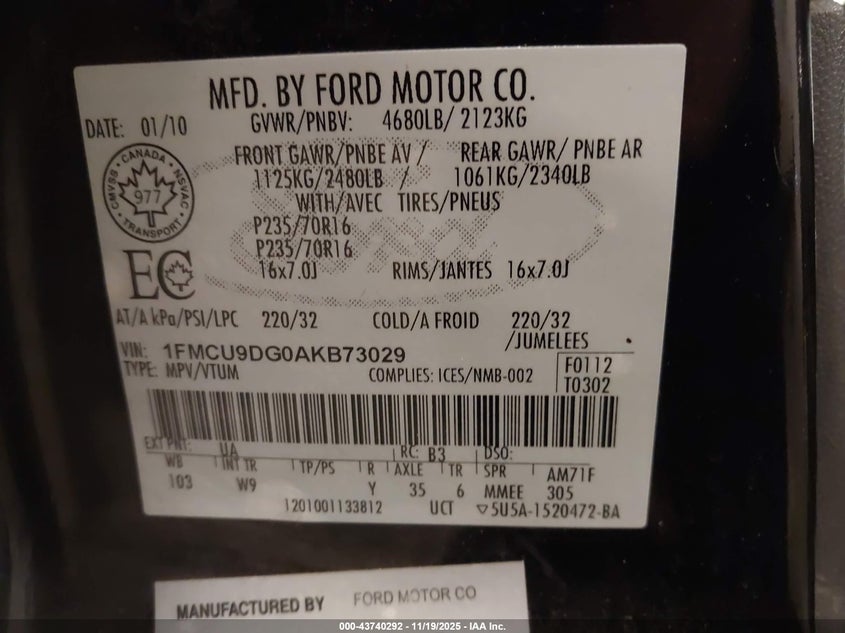 MFD. BY FORD MOTOR CO.
DATE: 01/10
GVWR/PNBV: 4680LB/ 2123KG
FRONT GAWR/PNBE AV / REAR GAWR/ PNBE AR
1125KG/2480LB / 1061KG/2340LB
WITH/AVEC TIRES/PNEUS
P235/70R16
P235/70R16
16x7.0J RIMS/JANTES 16x7.0J
CANADA
CMVSS 977 NSVAC
TRANSPORT
EC
AT/A kPa/PSI/LPC 220/32 COLD/A FROID 220/32
/JUMELEES
VIN: 1FMCU9DG0AKB73029
TYPE: MPV/VTUM COMPLIES: ICES/NMB-002
F0112
T0302
EXT PNT: UA RC: B3 DSO:
WB INT TR TP/PS R AXLE TR SPR AM71F
103 W9 Y 35 6 MMEE 305
1201001133812 UCT ▽5U5A-1520472-BA
MANUFACTURED BY FORD MOTOR CO
000-43740292 - 11/19/2025 - IAA Inc.